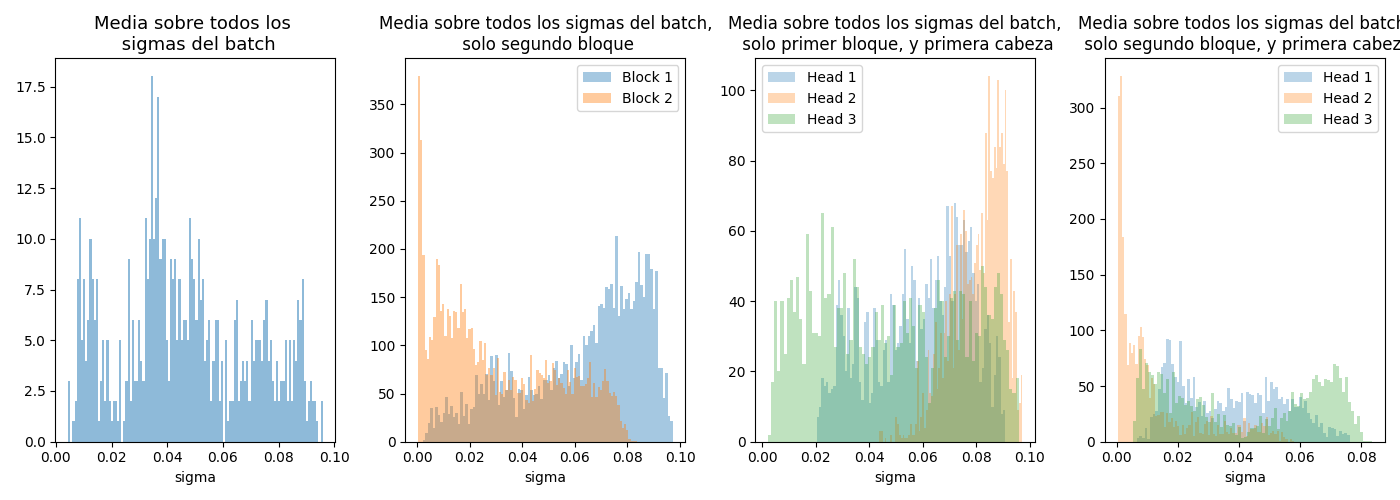 Media sobre todos los
sigmas del batch
17.5
15.0
12.5
10.0
7.5
5.0
2.5
0.0
0.00 0.02 0.04 0.06 0.08 0.10
sigma
Media sobre todos los sigmas del batch,
solo segundo bloque
Block 1
Block 2
350
300
250
200
150
100
50
0
0.00 0.02 0.04 0.06 0.08 0.10
sigma
Media sobre todos los sigmas del batch,
solo primer bloque, y primera cabeza
Head 1
Head 2
Head 3
100
80
60
40
20
0
0.00 0.02 0.04 0.06 0.08 0.10
sigma
Media sobre todos los sigmas del batch
solo segundo bloque, y primera cabez
Head 1
Head 2
Head 3
300
250
200
150
100
50
0
0.00 0.02 0.04 0.06 0.08
sigma